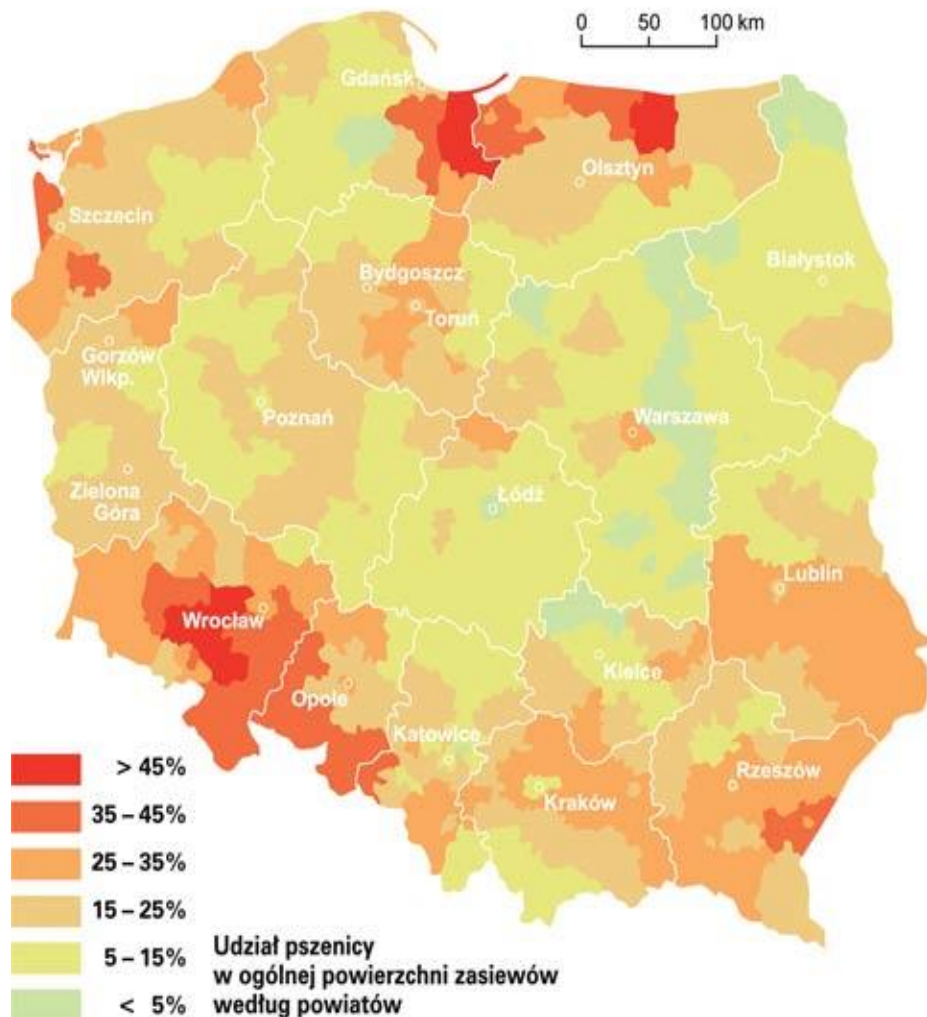 0 50 100 km
Gdańsk
Olsztyn
Szczecin
Białystok
Bydgoszcz
Toruń
Gorzów
Wlkp.
Poznań
Warszawa
Zielona
Góra
Łódź
Lublin
Wrocław
Kielce
Opole
Katowice
Rzeszów
Kraków
> 45%
35 – 45%
25 – 35%
15 – 25%
5 – 15%
< 5%
Udział pszenicy
w ogólnej powierzchni zasiewów
według powiatów